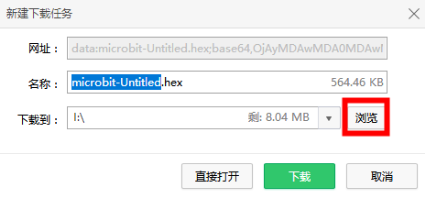 新建下载任务
网址: data:microbit-Untitled.hex;base64,OjAyMDAwMDA0MDAwI
名称: microbit-Untitled.hex 564.46 KB
下载到: I:\ 剩: 8.04 MB 浏览
直接打开 下载 取消